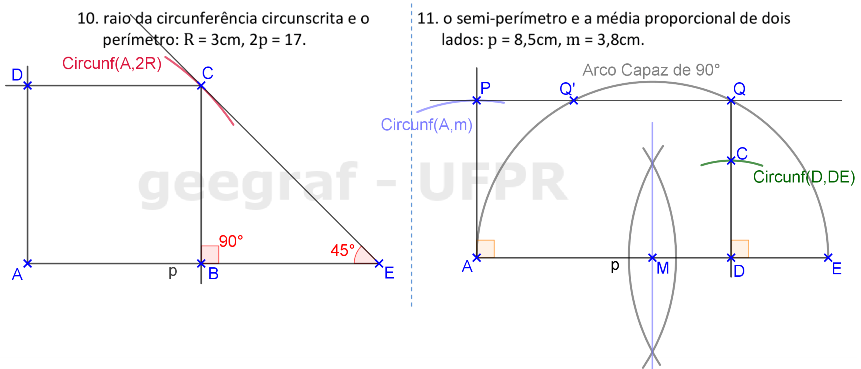 10. raio da circunferência circunscrita e o
perímetro: R = 3cm, 2p = 17.
Circunf(A,2R)
D
C
90°
45°
A
p
B
E
11. o semi-perímetro e a média proporcional de dois
lados: p = 8,5cm, m = 3,8cm.
Arco Capaz de 90°
P
Q'
Q
Circunf(A,m)
C
Circunf(D,DE)
A
p
M
D
E
geegraf - UFPR